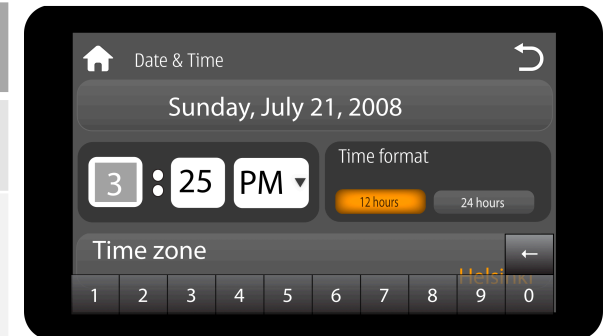 Date & Time
Sunday, July 21, 2008
3 : 25 PM
Time format
12 hours 24 hours
Time zone
Helsinki
1 2 3 4 5 6 7 8 9 0